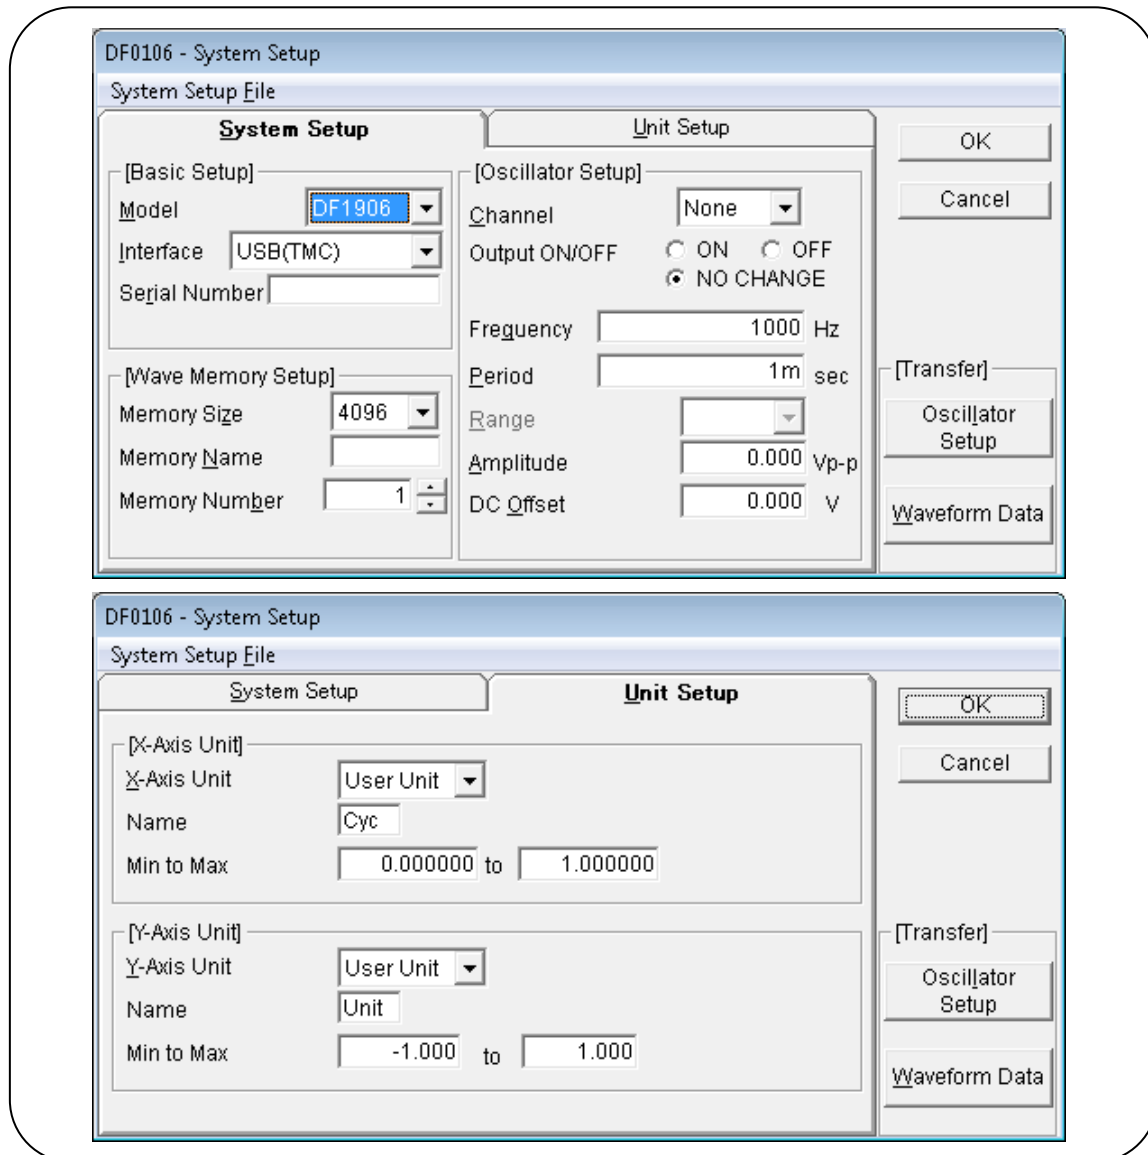 DF0106 - System Setup
System Setup File
System Setup
Unit Setup
OK
Cancel
[Basic Setup]
Model DF1906
Interface USB(TMC)
Serial Number
[Wave Memory Setup]
Memory Size 4096
Memory Name
Memory Number 1
[Oscillator Setup]
Channel None
Output ON/OFF ON OFF
NO CHANGE
Frequency 1000 Hz
Period 1m sec
Range
Amplitude 0.000 Vp-p
DC Offset 0.000 V
[Transfer]
Oscillator
Setup
Waveform Data
DF0106 - System Setup
System Setup File
System Setup
Unit Setup
OK
Cancel
[X-Axis Unit]
X-Axis Unit User Unit
Name Cyc
Min to Max 0.000000 to 1.000000
[Y-Axis Unit]
Y-Axis Unit User Unit
Name Unit
Min to Max -1.000 to 1.000
[Transfer]
Oscillator
Setup
Waveform Data